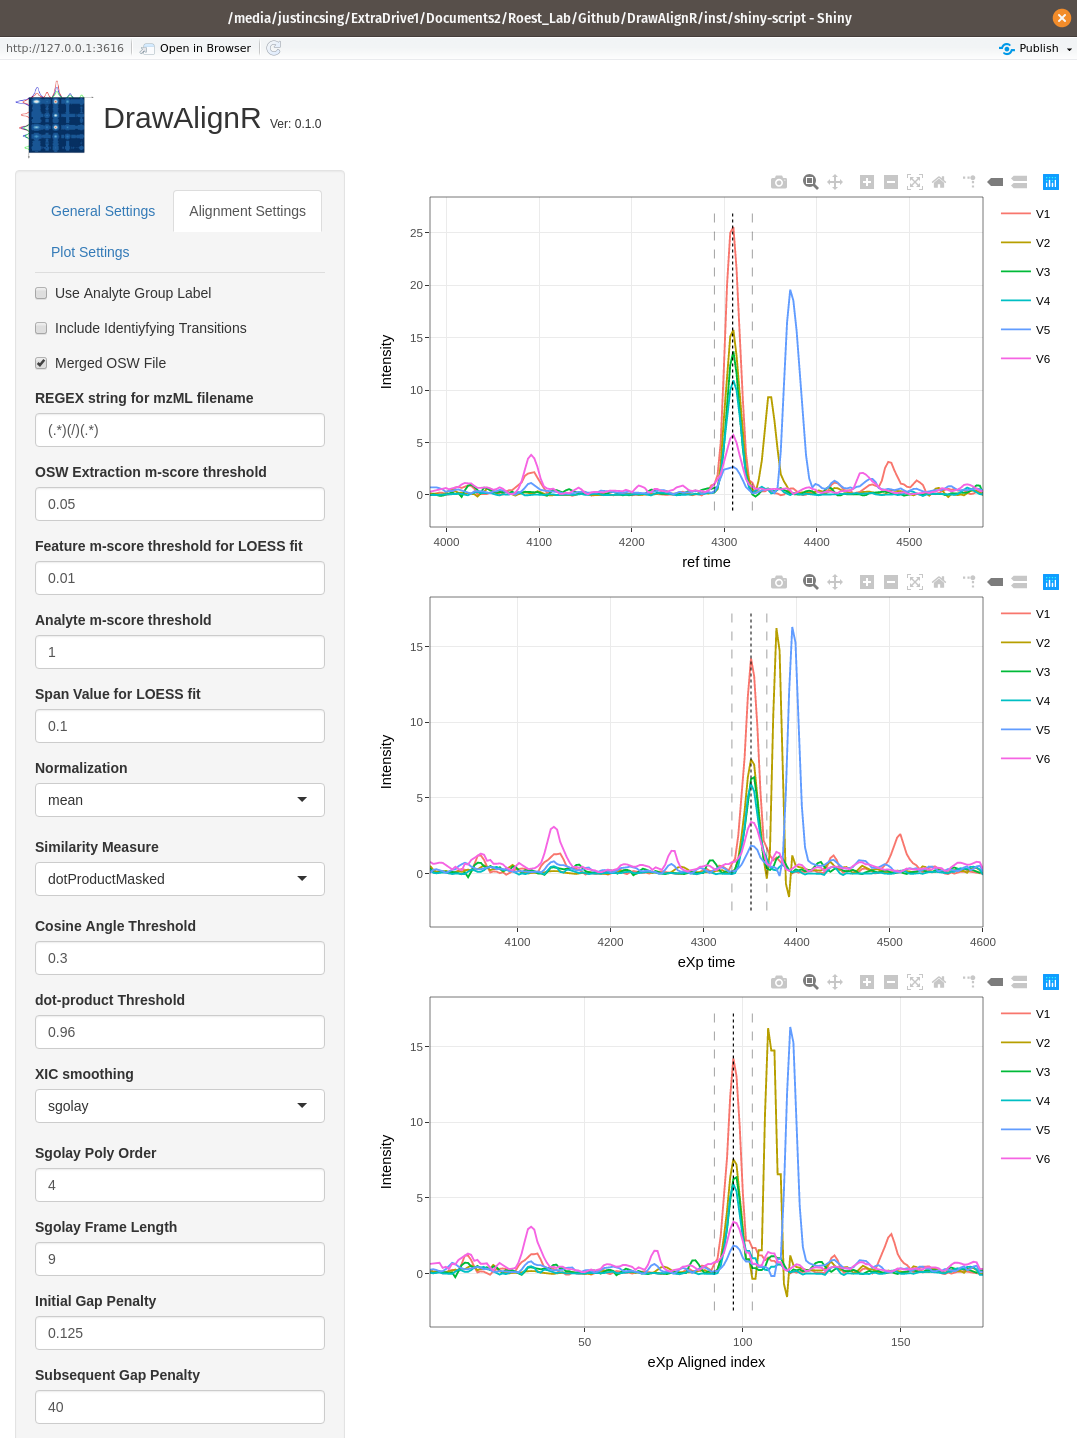 /media/justincsing/ExtraDrive1/Documents2/Roest_Lab/Github/DrawAlignR/inst/shiny-script - Shiny
http://127.0.0.1:3616 Open in Browser Publish
DrawAlignR Ver: 0.1.0
General Settings Alignment Settings
Plot Settings
Use Analyte Group Label
Include Identiyfying Transitions
Merged OSW File
REGEX string for mzML filename
(.*)(/)(.*)
OSW Extraction m-score threshold
0.05
Feature m-score threshold for LOESS fit
0.01
Analyte m-score threshold
1
Span Value for LOESS fit
0.1
Normalization
mean
Similarity Measure
dotProductMasked
Cosine Angle Threshold
0.3
dot-product Threshold
0.96
XIC smoothing
sgolay
Sgolay Poly Order
4
Sgolay Frame Length
9
Initial Gap Penalty
0.125
Subsequent Gap Penalty
40
Intensity
25
20
15
10
5
0
4000 4100 4200 4300 4400 4500
ref time
V1
V2
V3
V4
V5
V6
Intensity
15
10
5
0
4100 4200 4300 4400 4500 4600
eXp time
V1
V2
V3
V4
V5
V6
Intensity
15
10
5
0
50 100 150
eXp Aligned index
V1
V2
V3
V4
V5
V6